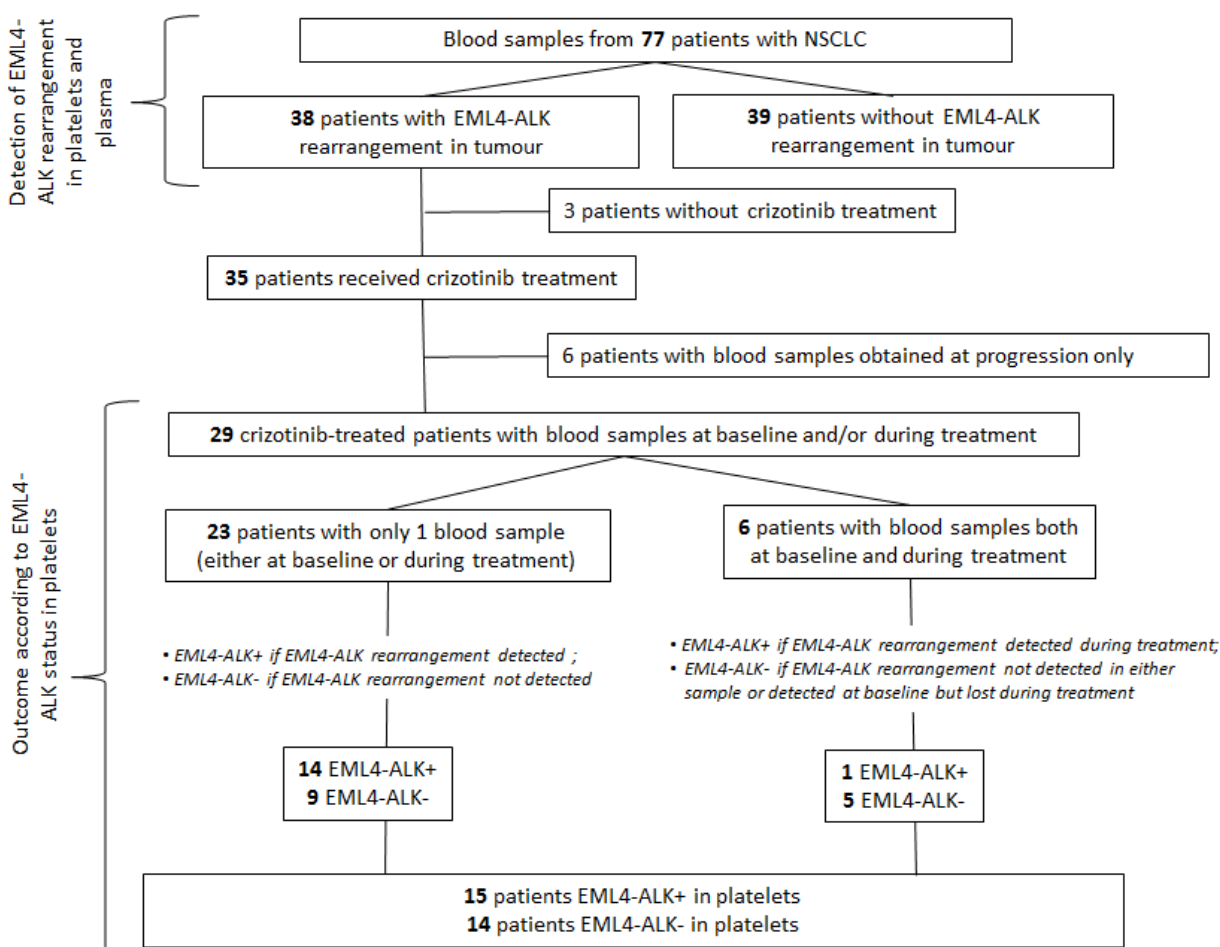 Detection of EML4-
ALK rearrangement
in platelets and
plasma
Blood samples from 77 patients with NSCLC
38 patients with EML4-ALK
rearrangement in tumour
39 patients without EML4-ALK
rearrangement in tumour
3 patients without crizotinib treatment
35 patients received crizotinib treatment
6 patients with blood samples obtained at progression only
Outcome according to EML4-
ALK status in platelets
29 crizotinib-treated patients with blood samples at baseline and/or during treatment
23 patients with only 1 blood sample
(either at baseline or during treatment)
6 patients with blood samples both
at baseline and during treatment
• EML4-ALK+ if EML4-ALK rearrangement detected ;
• EML4-ALK- if EML4-ALK rearrangement not detected
• EML4-ALK+ if EML4-ALK rearrangement detected during treatment;
• EML4-ALK- if EML4-ALK rearrangement not detected in either
sample or detected at baseline but lost during treatment
14 EML4-ALK+
9 EML4-ALK-
1 EML4-ALK+
5 EML4-ALK-
15 patients EML4-ALK+ in platelets
14 patients EML4-ALK- in platelets